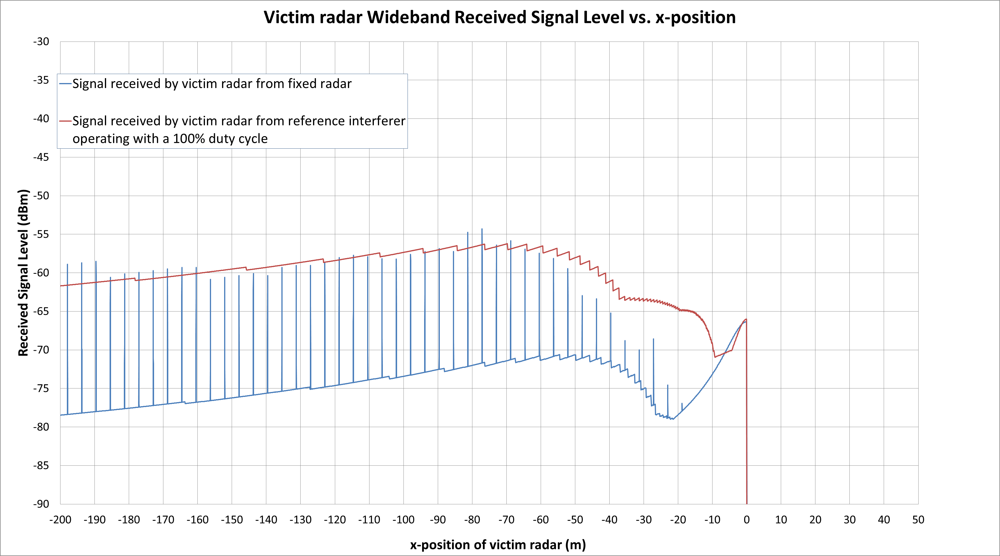 Victim radar Wideband Received Signal Level vs. x-position
-30
-35
-40
-45
-50
-55
-60
-65
-70
-75
-80
-85
-90
Received Signal Level (dBm)
Signal received by victim radar from fixed radar
Signal received by victim radar from reference interferer
operating with a 100% duty cycle
-200 -190 -180 -170 -160 -150 -140 -130 -120 -110 -100 -90 -80 -70 -60 -50 -40 -30 -20 -10 0 10 20 30 40 50
x-position of victim radar (m)